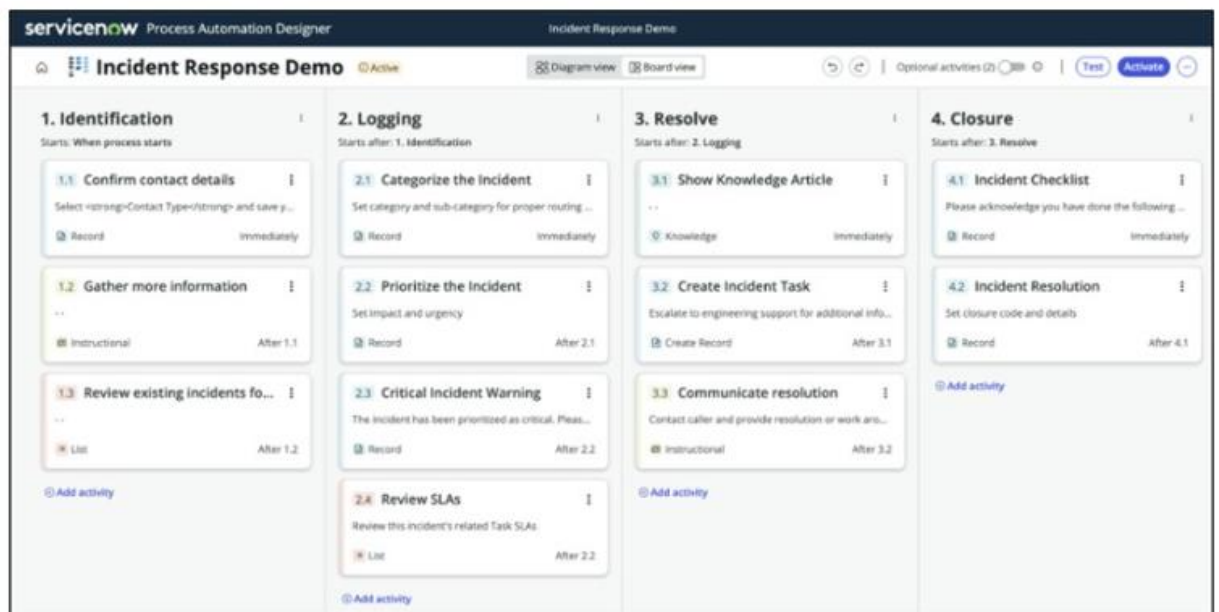 servicenow Process Automation Designer
Incident Response Demo
Incident Response Demo Active
Diagram view Board view
Optional activities (2)
Test Activate
1. Identification
Starts: When process starts
1.1 Confirm contact details
Select <strong>Contact Type</strong> and save y...
Record Immediately
1.2 Gather more information
--
Instructional After 1.1
1.3 Review existing incidents fo...
--
List After 1.2
Add activity
2. Logging
Starts after: 1. Identification
2.1 Categorize the Incident
Set category and sub-category for proper routing ...
Record Immediately
2.2 Prioritize the Incident
Set impact and urgency
Record After 2.1
2.3 Critical Incident Warning
The incident has been prioritized as critical. Pleas...
Record After 2.2
2.4 Review SLAs
Review this incident's related Task SLAs
List After 2.2
Add activity
3. Resolve
Starts after: 2. Logging
3.1 Show Knowledge Article
--
Knowledge Immediately
3.2 Create Incident Task
Escalate to engineering support for additional info...
Create Record After 3.1
3.3 Communicate resolution
Contact caller and provide resolution or work aro...
Instructional After 3.2
Add activity
4. Closure
Starts after: 3. Resolve
4.1 Incident Checklist
Please acknowledge you have done the following ...
Record Immediately
4.2 Incident Resolution
Set closure code and details
Record After 4.1
Add activity